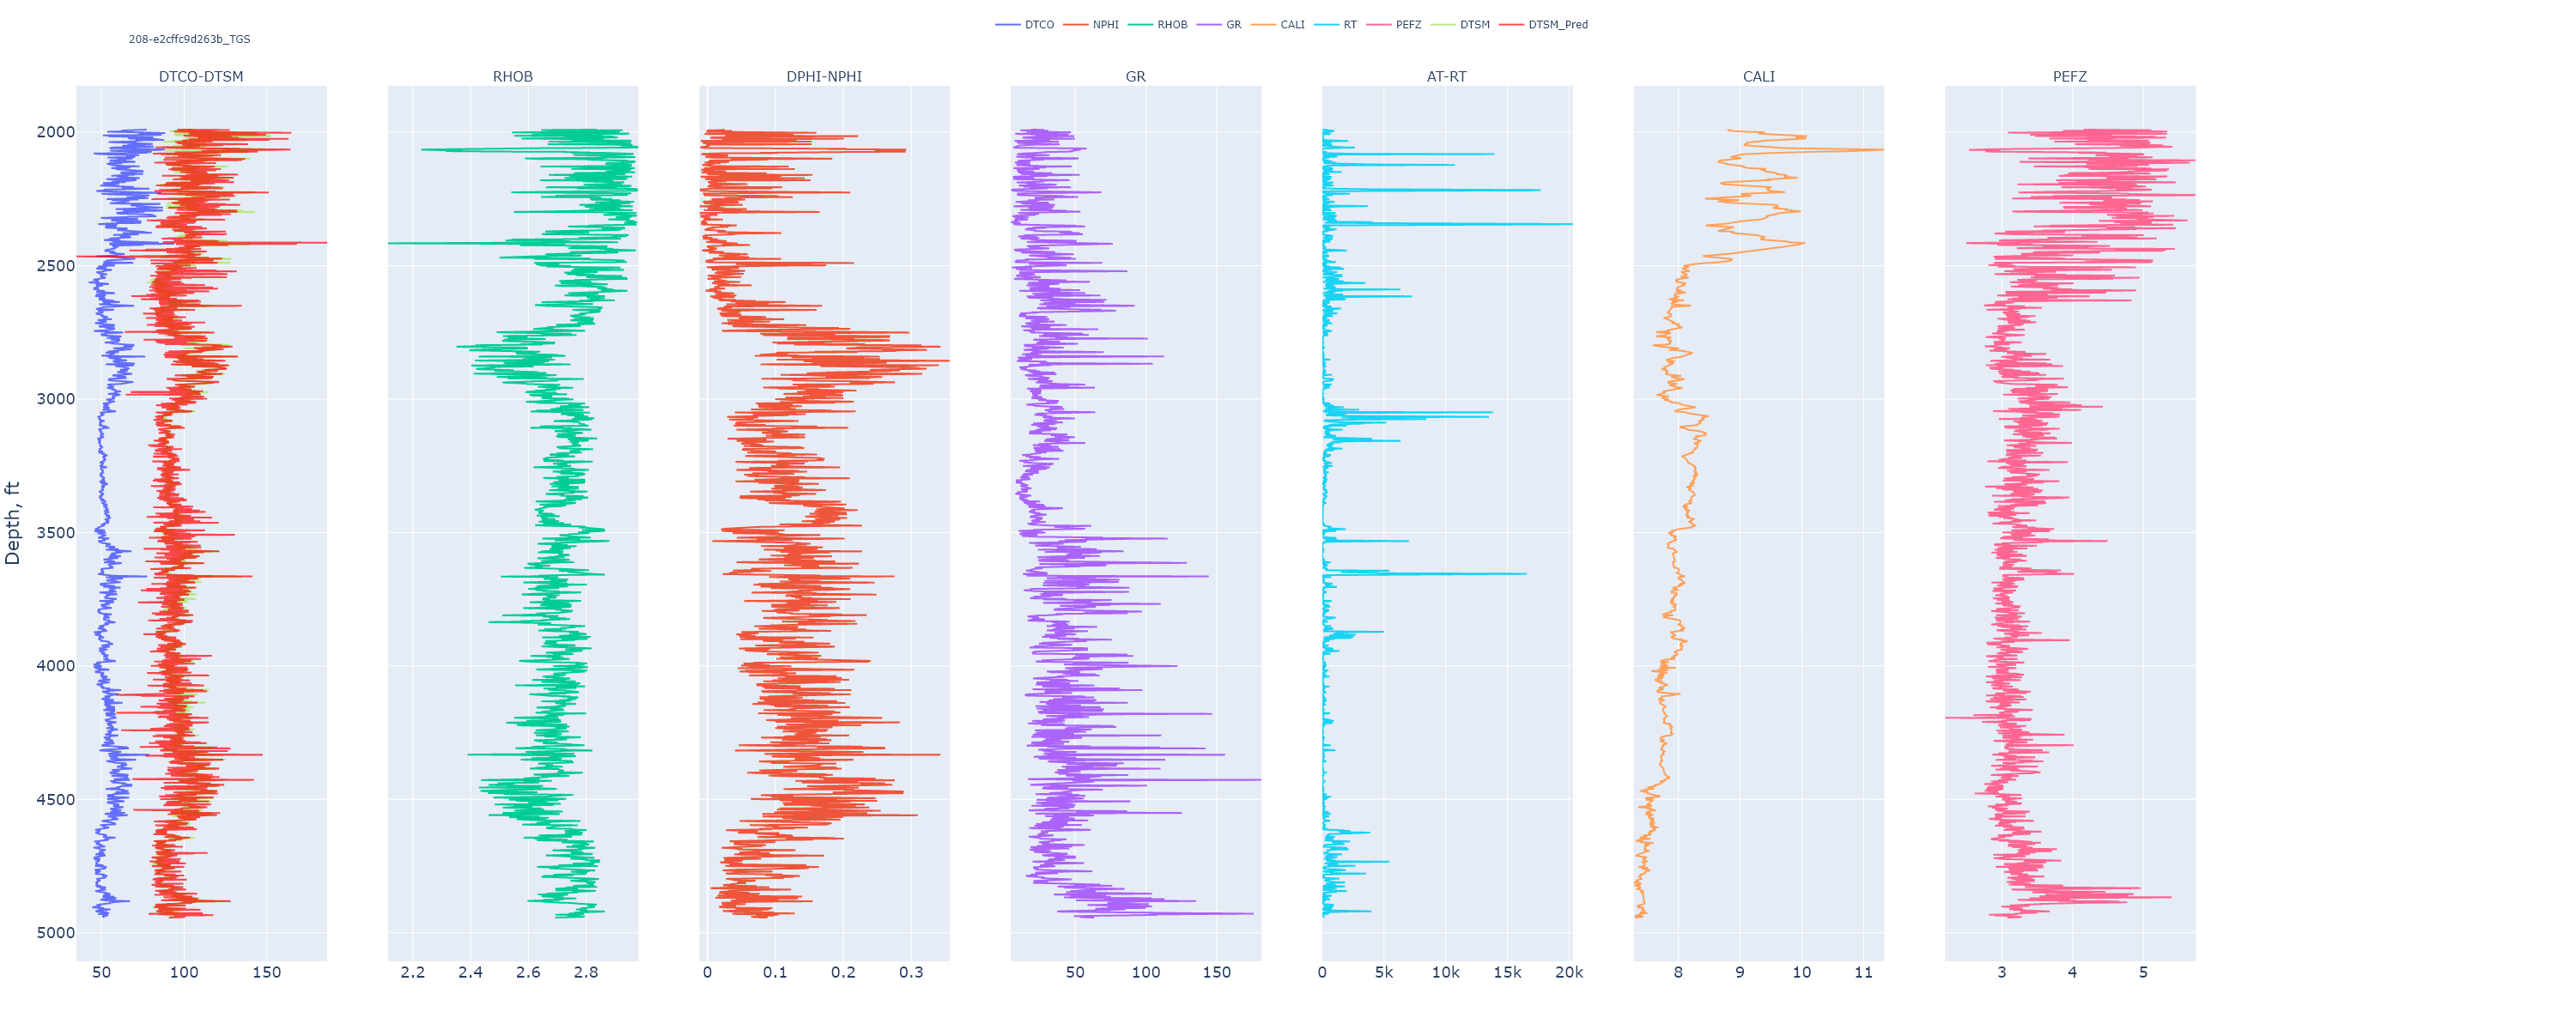 DTCO NPHI RHOB GR CALI RT PEFZ DTSM DTSM_Pred
208-e2cffc9d263b_TGS
DTCO-DTSM RHOB DPHI-NPHI GR AT-RT CALI PEFZ
Depth, ft
2000
2500
3000
3500
4000
4500
5000
50 100 150 2.2 2.4 2.6 2.8 0 0.1 0.2 0.3 50 100 150 0 5k 10k 15k 20k 8 9 10 11 3 4 5